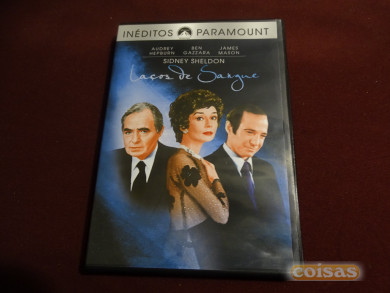 INÉDITOS PARAMOUNT
AUDREY HEPBURN BEN GAZZARA JAMES MASON
SIDNEY SHELDON
Laços de Sangue
coisas